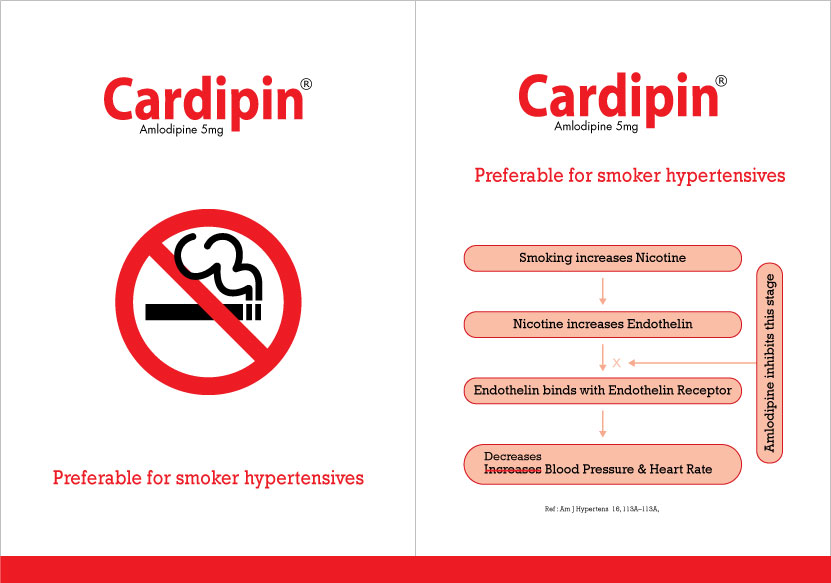 Cardipin®
Amlodipine 5mg
Preferable for smoker hypertensives
Cardipin®
Amlodipine 5mg
Preferable for smoker hypertensives
Smoking increases Nicotine
Nicotine increases Endothelin
X
Endothelin binds with Endothelin Receptor
Decreases
Increases Blood Pressure & Heart Rate
Amlodipine inhibits this stage
Ref : Am J Hypertens 16, 113A–113A,